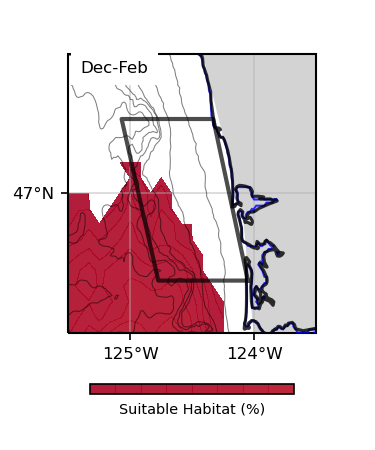 Dec-Feb
47°N
125°W 124°W
Suitable Habitat (%)